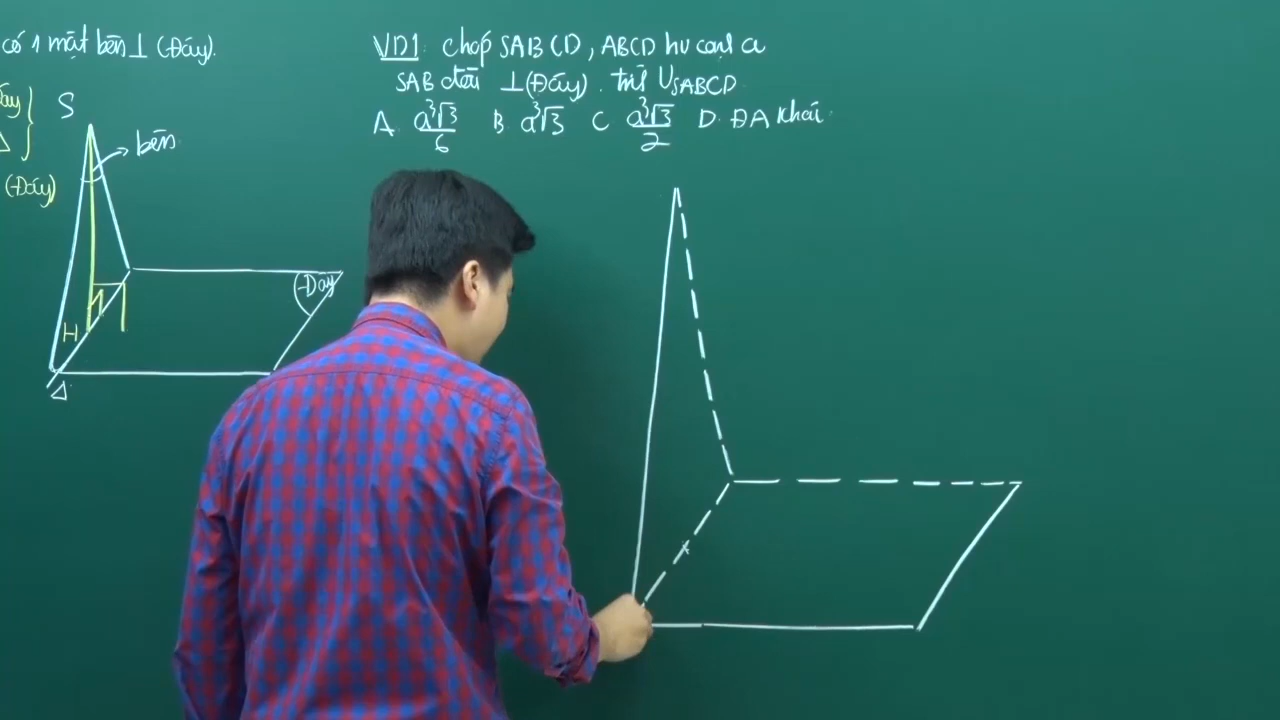 có 1 mặt bên ⊥ (Đáy).
Đáy
(Đáy)
S
bên
Đáy
H
Δ
VD1: chóp SABCD, ABCD hv cạnh a
SAB đều ⊥ (Đáy). tính V_SABCD
A. a³√3/6 B. a³√3 C. a³√3/2 D. ĐA khác